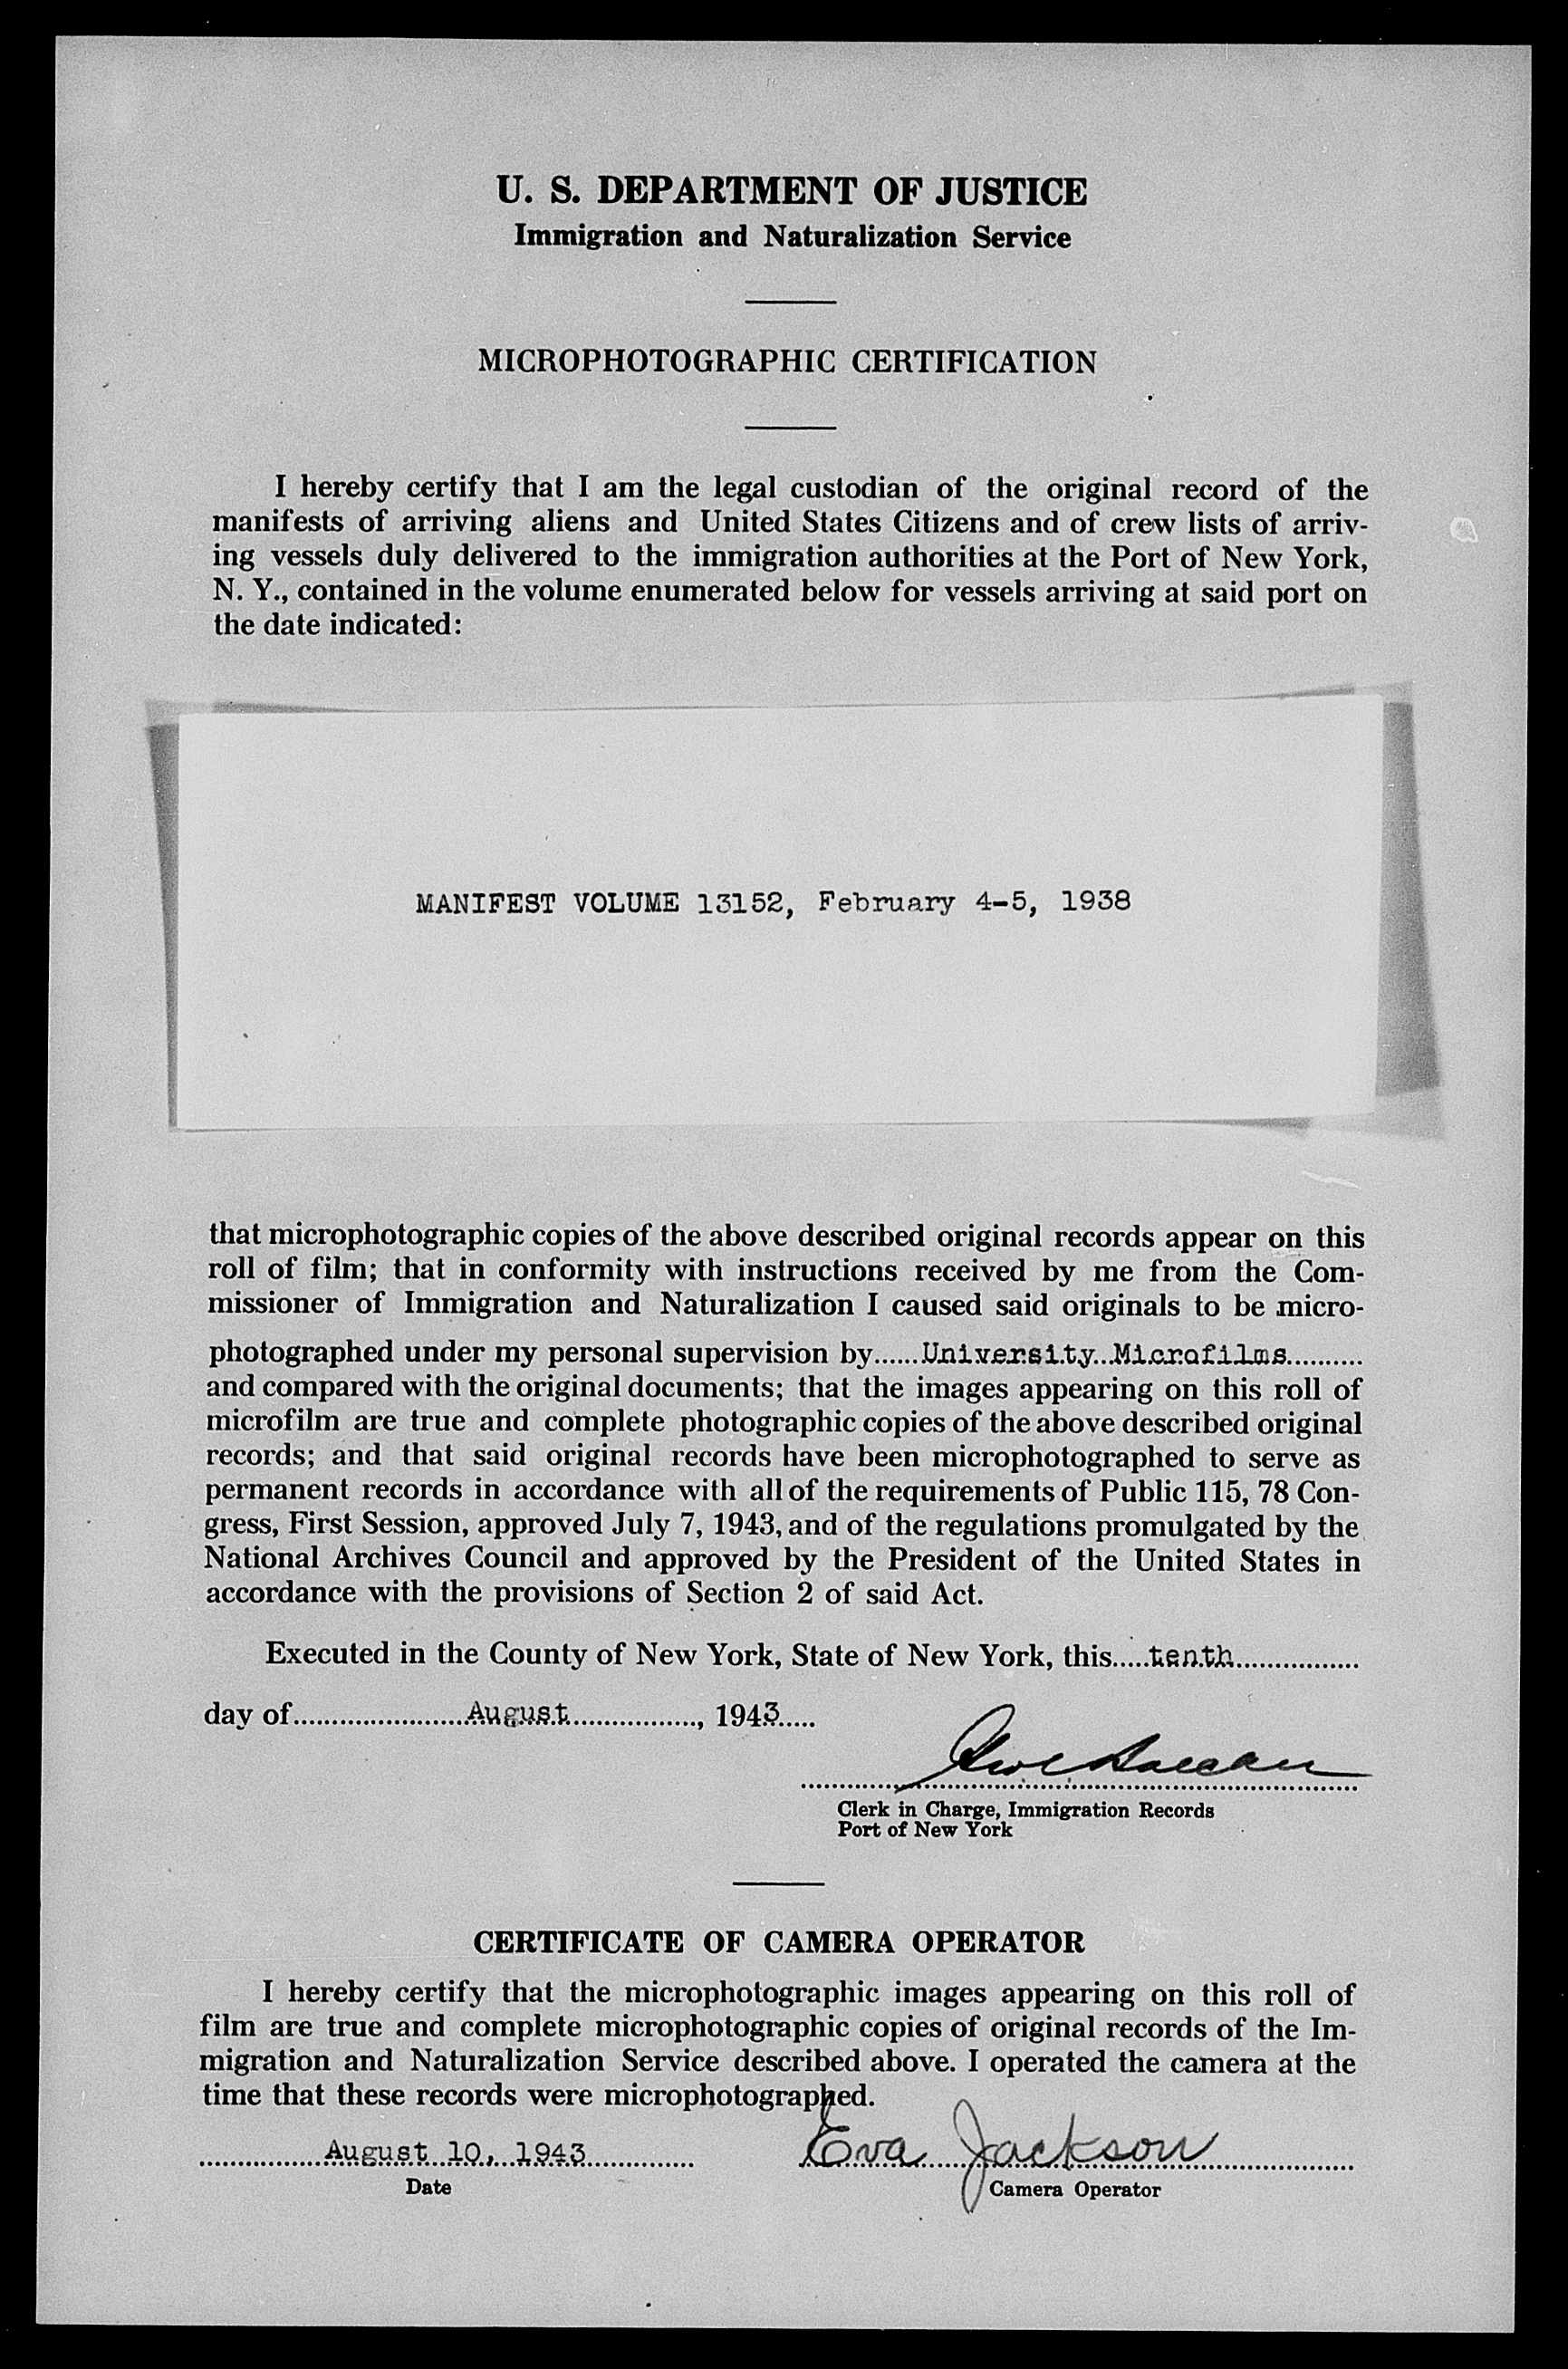 U. S. DEPARTMENT OF JUSTICE
Immigration and Naturalization Service
MICROPHOTOGRAPHIC CERTIFICATION
I hereby certify that I am the legal custodian of the original record of the
manifests of arriving aliens and United States Citizens and of crew lists of arriv-
ing vessels duly delivered to the immigration authorities at the Port of New York,
N. Y., contained in the volume enumerated below for vessels arriving at said port on
the date indicated:
MANIFEST VOLUME 13152, February 4-5, 1938
that microphotographic copies of the above described original records appear on this
roll of film; that in conformity with instructions received by me from the Com-
missioner of Immigration and Naturalization I caused said originals to be micro-
photographed under my personal supervision by......University Microfilms..........
and compared with the original documents; that the images appearing on this roll of
microfilm are true and complete photographic copies of the above described original
records; and that said original records have been microphotographed to serve as
permanent records in accordance with all of the requirements of Public 115, 78 Con-
gress, First Session, approved July 7, 1943, and of the regulations promulgated by the
National Archives Council and approved by the President of the United States in
accordance with the provisions of Section 2 of said Act.
Executed in the County of New York, State of New York, this.....tenth................
day of.......................August................., 1943.....
Clerk in Charge, Immigration Records
Port of New York
CERTIFICATE OF CAMERA OPERATOR
I hereby certify that the microphotographic images appearing on this roll of
film are true and complete microphotographic copies of original records of the Im-
migration and Naturalization Service described above. I operated the camera at the
time that these records were microphotographed.
August 10, 1943 Eva Jackson
Date Camera Operator